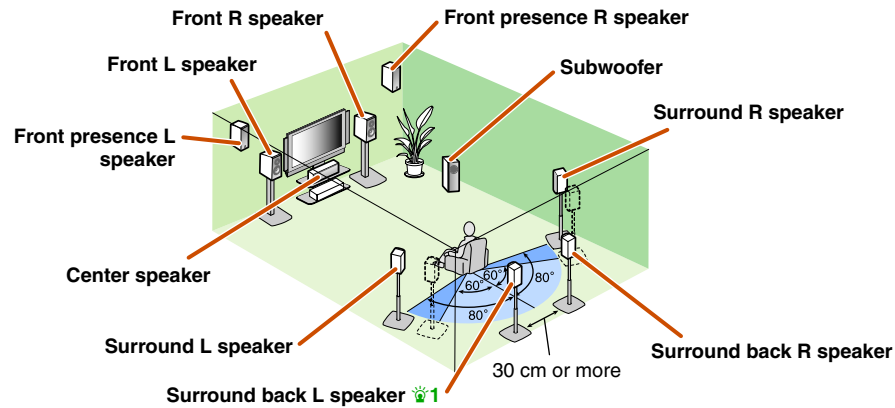 Front R speaker
Front presence R speaker
Front L speaker
Subwoofer
Surround R speaker
Front presence L
speaker
Center speaker
60°
60°
80°
80°
Surround L speaker
30 cm or more
Surround back R speaker
Surround back L speaker 1